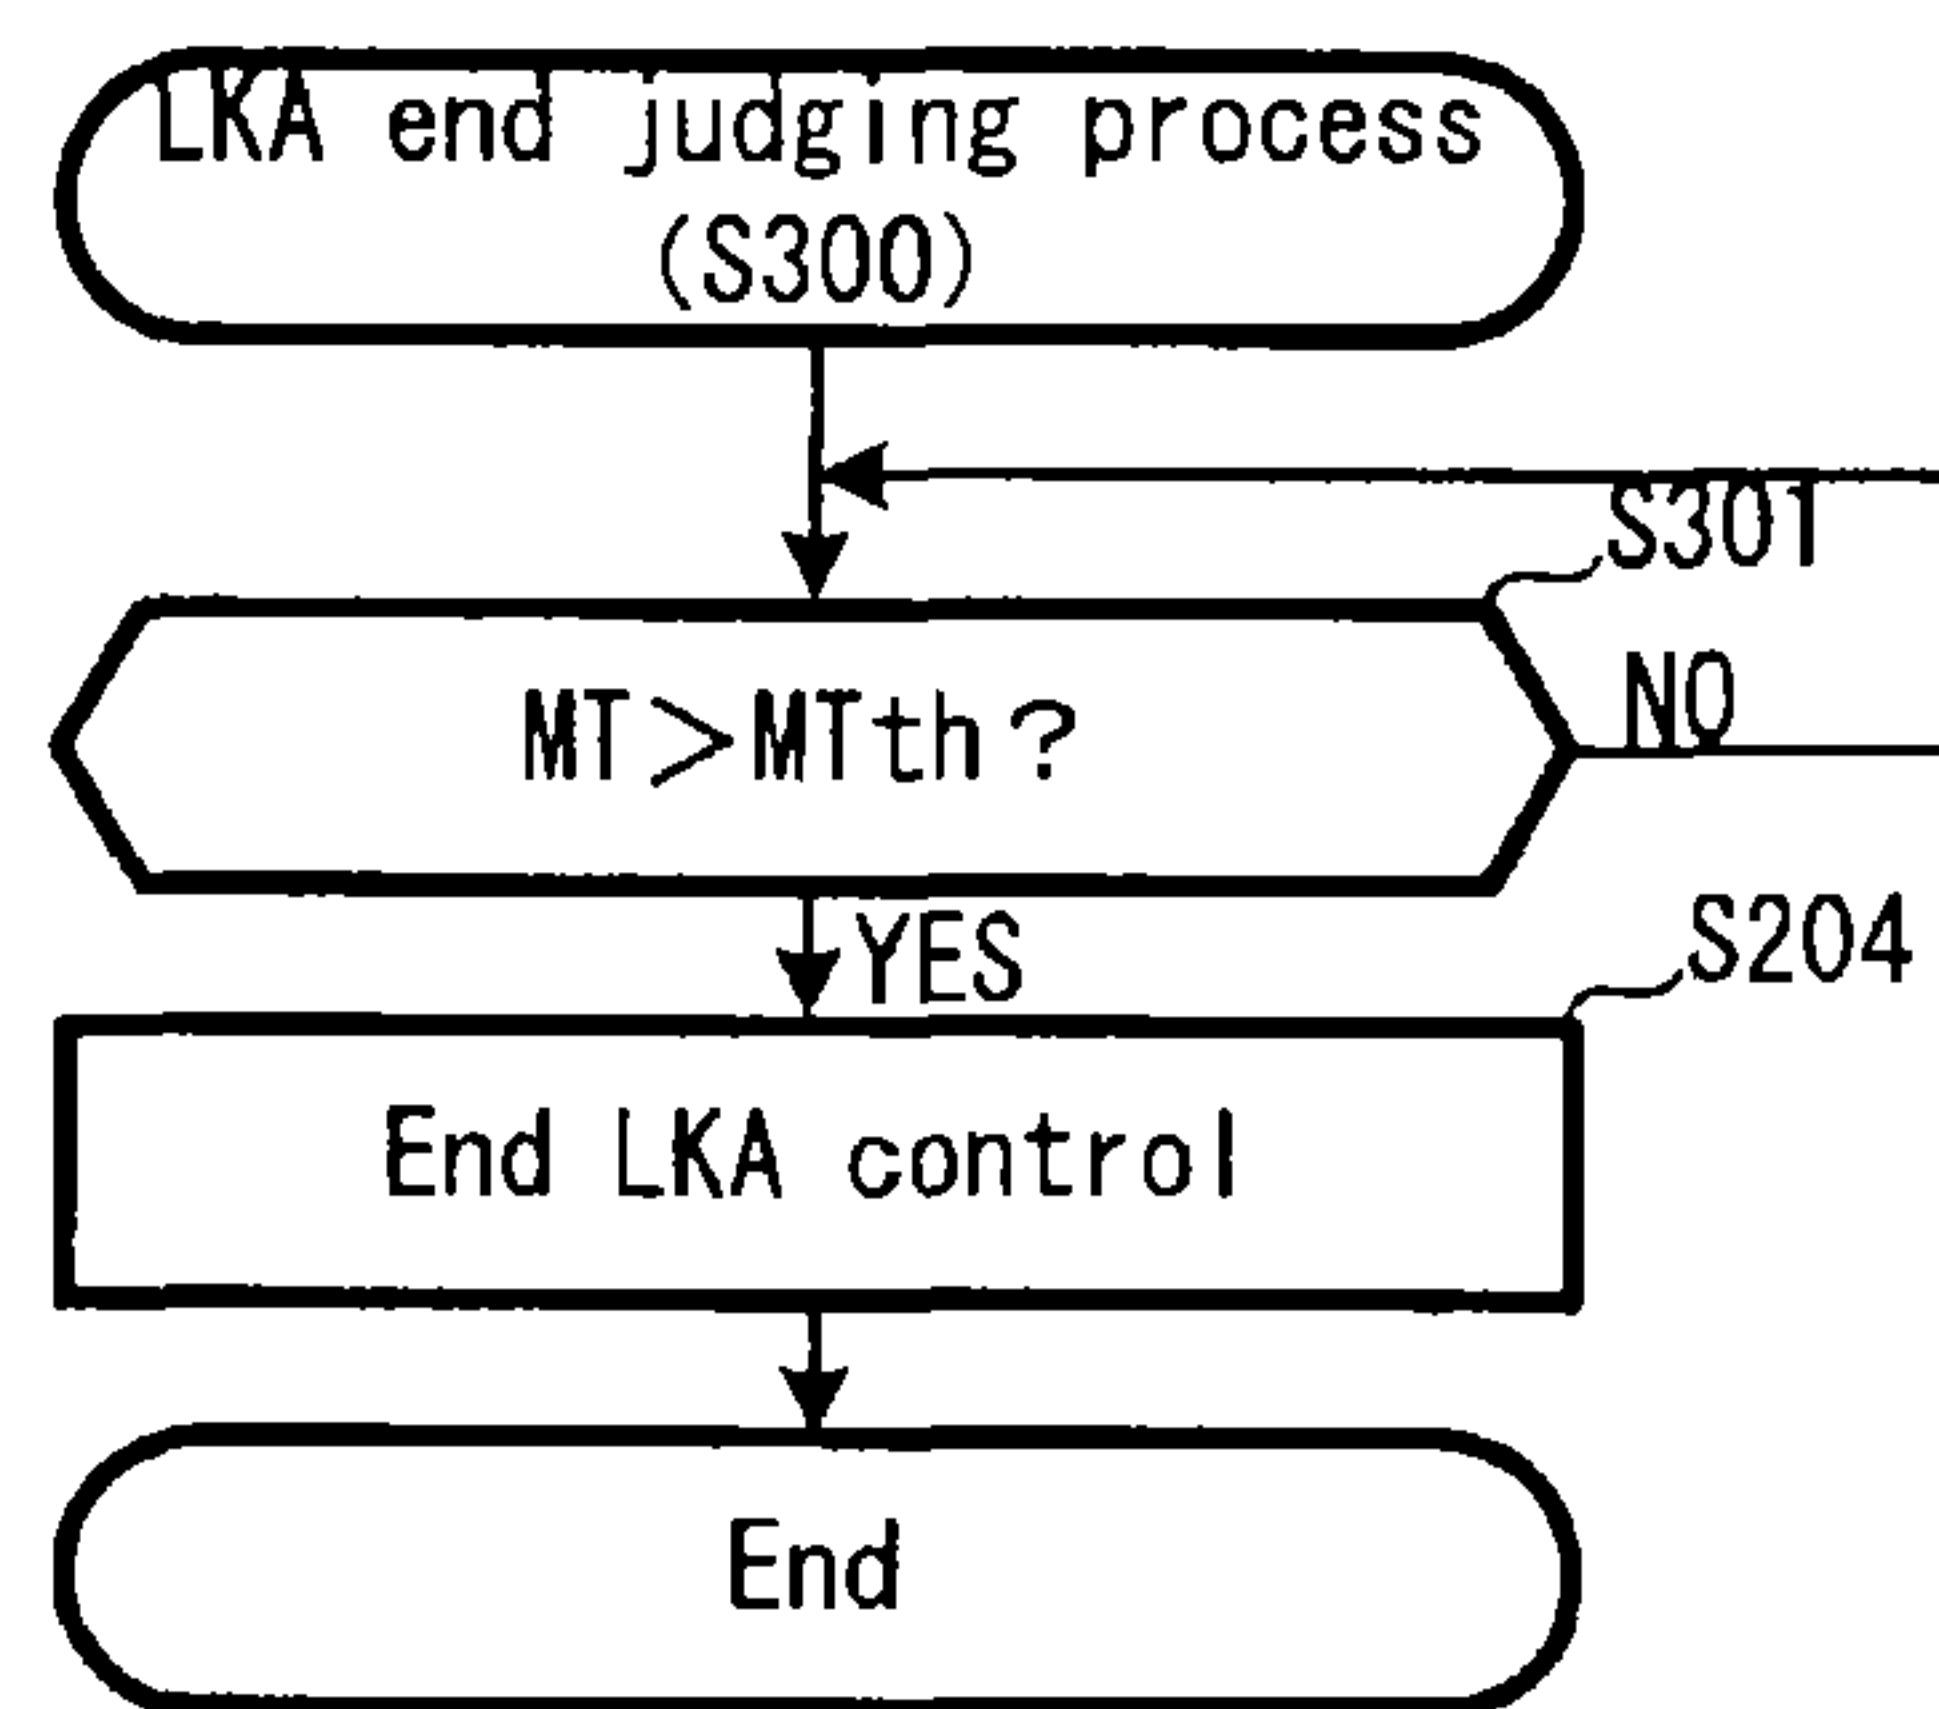 LKA end judging process
(S300)
S301
MT>MTth?
NO
YES
S204
End LKA control
End